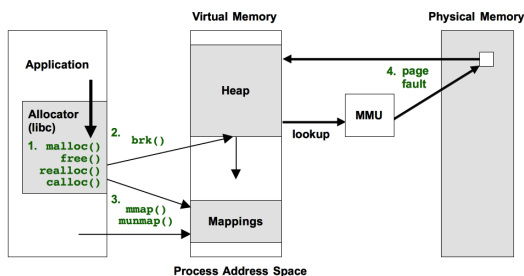 Virtual Memory
Physical Memory
Application
Allocator
(libc)
1. malloc()
free()
realloc()
calloc()
2.
brk()
3.
mmap()
munmap()
Heap
Mappings
lookup
MMU
4. page
fault
Process Address Space